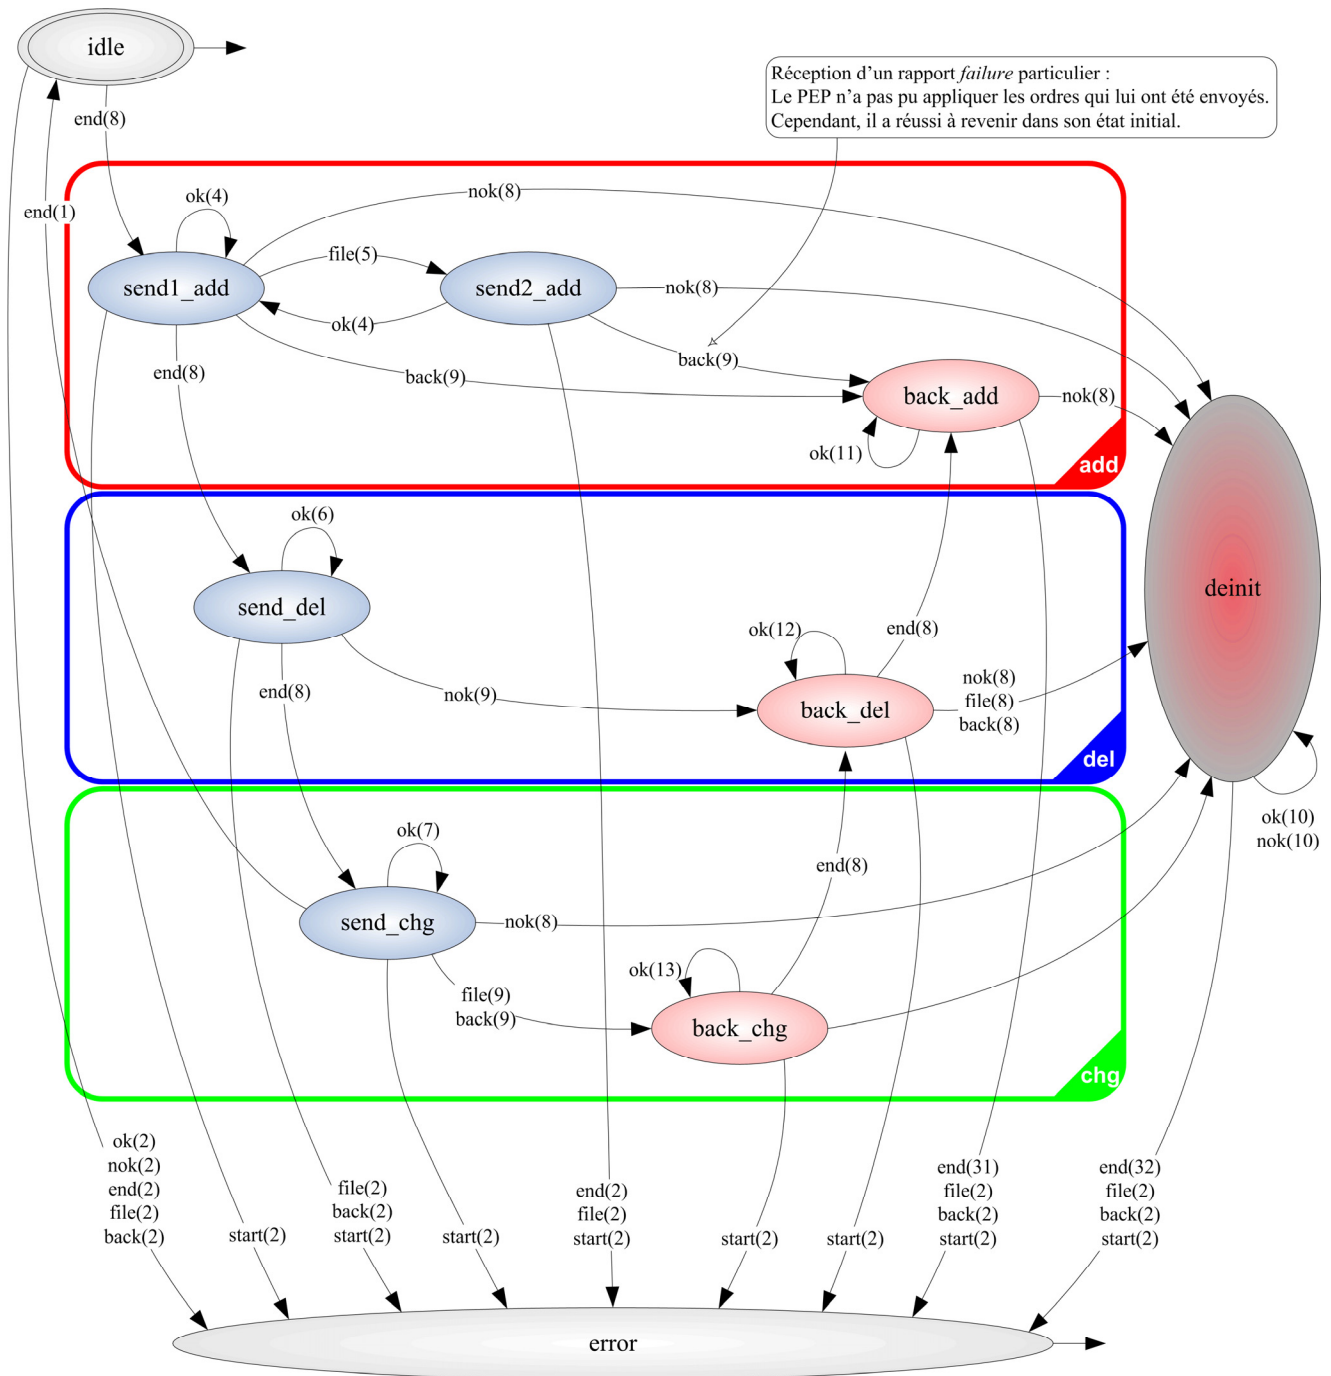 idle
end(8)
Réception d'un rapport failure particulier :
Le PEP n'a pas pu appliquer les ordres qui lui ont été envoyés.
Cependant, il a réussi à revenir dans son état initial.
end(1)
ok(4)
nok(8)
file(5)
send1_add
send2_add
nok(8)
ok(4)
end(8)
back(9)
back(9)
back_add
nok(8)
ok(11)
add
ok(6)
send_del
deinit
ok(12)
end(8)
end(8)
nok(9)
back_del
nok(8)
file(8)
back(8)
del
ok(7)
ok(10)
nok(10)
end(8)
send_chg
nok(8)
ok(13)
file(9)
back(9)
back_chg
chg
ok(2)
nok(2)
end(2)
file(2)
back(2)
start(2)
file(2)
back(2)
start(2)
start(2)
end(2)
file(2)
start(2)
start(2)
start(2)
end(31)
file(2)
back(2)
start(2)
end(32)
file(2)
back(2)
start(2)
error